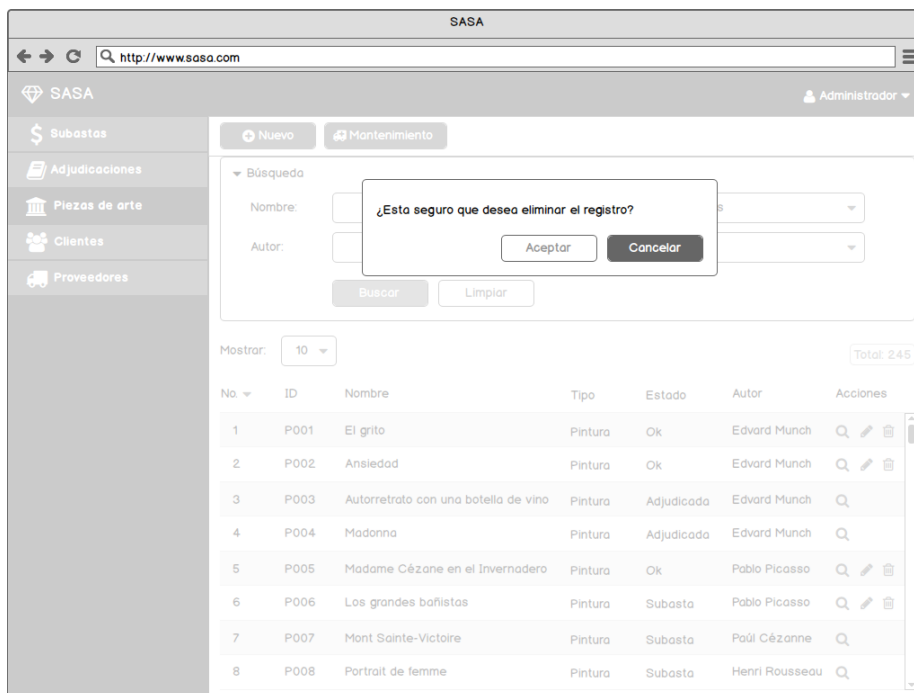 SASA
http://www.sasa.com
SASA
Administrador
Subastas
Adjudicaciones
Piezas de arte
Clientes
Proveedores
Nuevo
Mantenimiento
Búsqueda
Nombre:
s
Autor:
¿Esta seguro que desea eliminar el registro?
Aceptar
Cancelar
Buscar
Limpiar
Mostrar:
10
Total: 245
No. ID Nombre Tipo Estado Autor Acciones
1 P001 El grito Pintura Ok Edvard Munch
2 P002 Ansiedad Pintura Ok Edvard Munch
3 P003 Autorretrato con una botella de vino Pintura Adjudicada Edvard Munch
4 P004 Madonna Pintura Adjudicada Edvard Munch
5 P005 Madame Cézane en el Invernadero Pintura Ok Pablo Picasso
6 P006 Los grandes bañistas Pintura Subasta Pablo Picasso
7 P007 Mont Sainte-Victoire Pintura Subasta Paúl Cézanne
8 P008 Portrait de femme Pintura Subasta Henri Rousseau